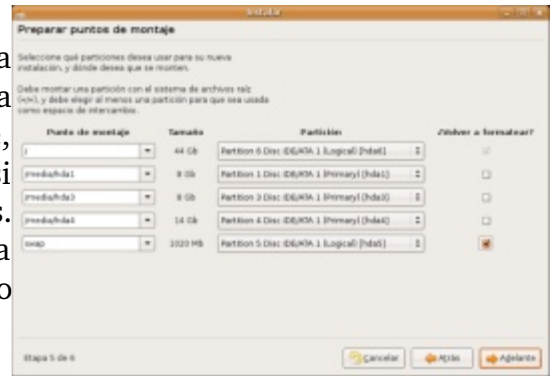 Instalar
Preparar puntos de montaje
Seleccione qué particiones desea usar para su nueva
instalación, y dónde desea que se monten.
Debe montar una partición con el sistema de archivos raíz
(«/»), y debe elegir al menos una partición para que sea usada
como espacio de intercambio.
Punto de montaje Tamaño Partición ¿Volver a formatear?
/ 44 Gb Partition 6 Disc IDE/ATA 1 (Logical) [hda6]
/media/hda1 8 Gb Partition 1 Disc IDE/ATA 1 (Primary) [hda1]
/media/hda3 8 Gb Partition 3 Disc IDE/ATA 1 (Primary) [hda3]
/media/hda4 14 Gb Partition 4 Disc IDE/ATA 1 (Primary) [hda4]
swap 1020 Mb Partition 5 Disc IDE/ATA 1 (Logical) [hda5]
Etapa 5 de 6 Cancelar Atrás Adelante
a
a
,
si
s.
a
o